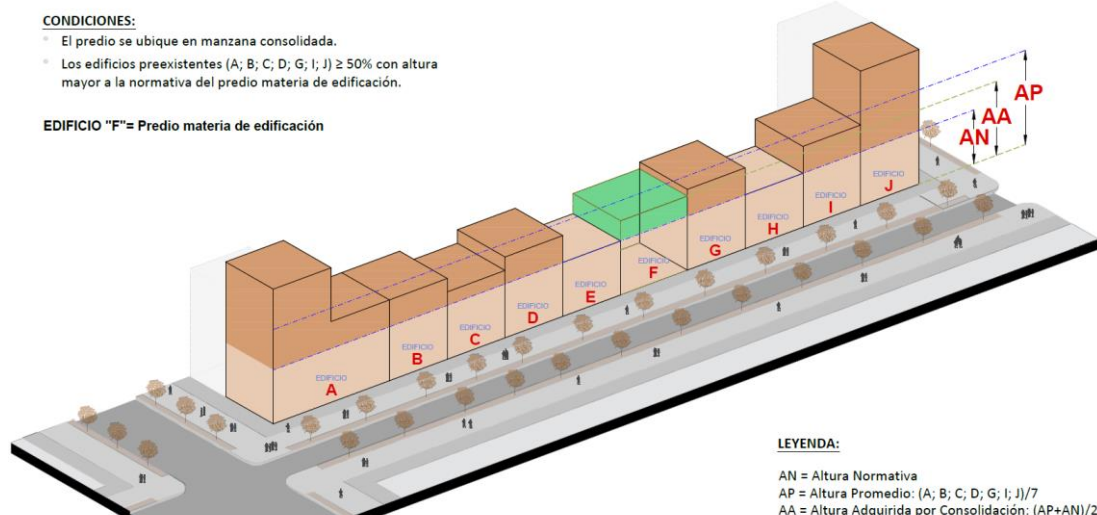 CONDICIONES:
El predio se ubique en manzana consolidada.
Los edificios preexistentes (A; B; C; D; G; I; J) ≥ 50% con altura
mayor a la normativa del predio materia de edificación.
EDIFICIO "F"= Predio materia de edificación
AP
AA
AN
EDIFICIO
J
EDIFICIO
I
EDIFICIO
H
EDIFICIO
G
EDIFICIO
F
EDIFICIO
E
EDIFICIO
D
EDIFICIO
C
EDIFICIO
B
EDIFICIO
A
LEYENDA:
AN = Altura Normativa
AP = Altura Promedio: (A; B; C; D; G; I; J)/7
AA = Altura Adquirida por Consolidación: (AP+AN)/2